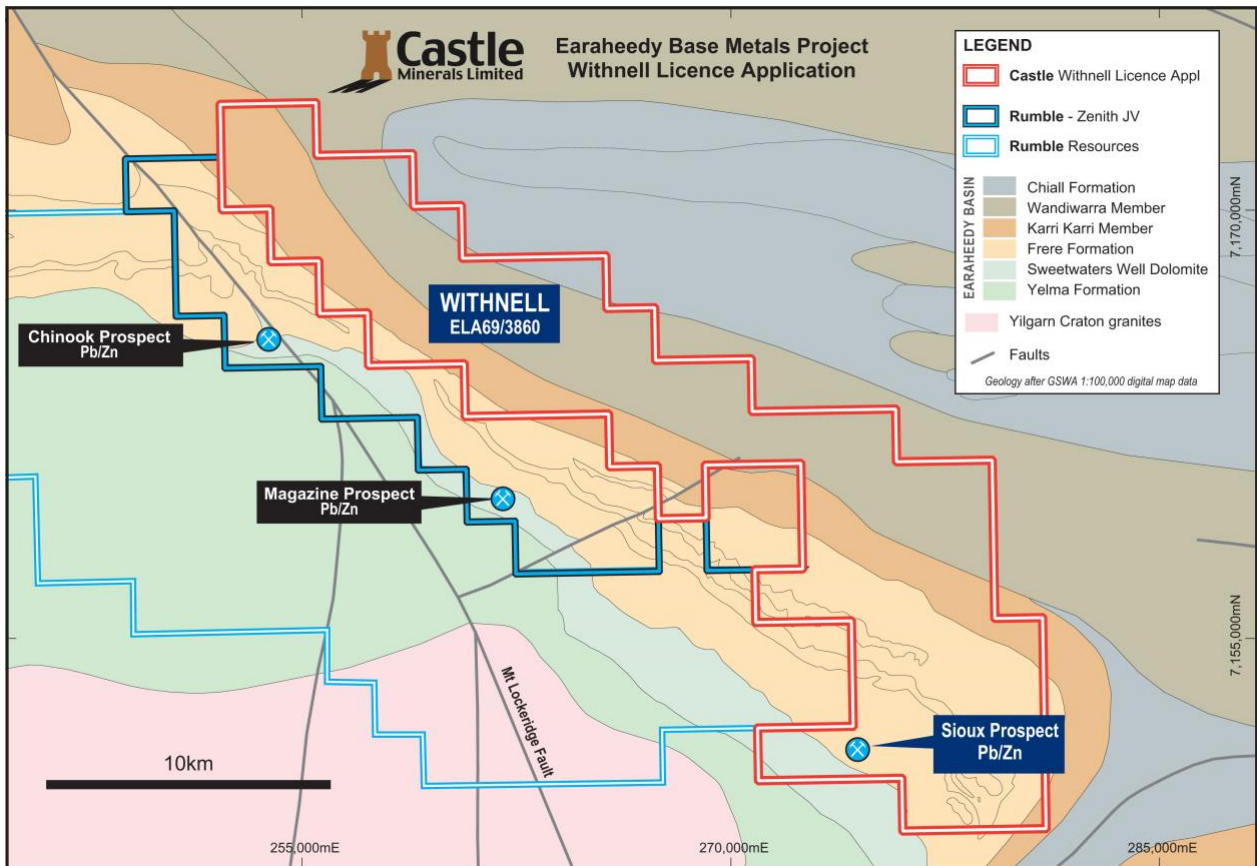 Castle
Minerals Limited
Earaheedy Base Metals Project
Withnell Licence Application
LEGEND
Castle Withnell Licence Appl
Rumble - Zenith JV
Rumble Resources
EARAHEEDY BASIN
Chiall Formation
Wandiwarra Member
Karri Karri Member
Frere Formation
Sweetwaters Well Dolomite
Yelma Formation
Yilgarn Craton granites
Faults
Geology after GSWA 1:100,000 digital map data
7,170,000mN
WITHNELL
ELA69/3860
Chinook Prospect
Pb/Zn
Magazine Prospect
Pb/Zn
7,155,000mN
Mt Lockeridge Fault
Sioux Prospect
Pb/Zn
10km
255,000mE
270,000mE
285,000mE